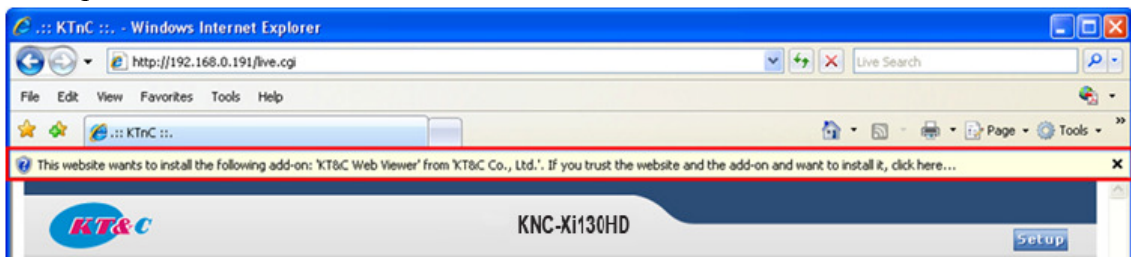 .:: KTnC ::. - Windows Internet Explorer
http://192.168.0.191/live.cgi Live Search
File Edit View Favorites Tools Help
.:: KTnC ::. Page Tools »
This website wants to install the following add-on: 'KT&C Web Viewer' from 'KT&C Co., Ltd.'. If you trust the website and the add-on and want to install it, click here...
KT&C KNC-Xi130HD
Setup